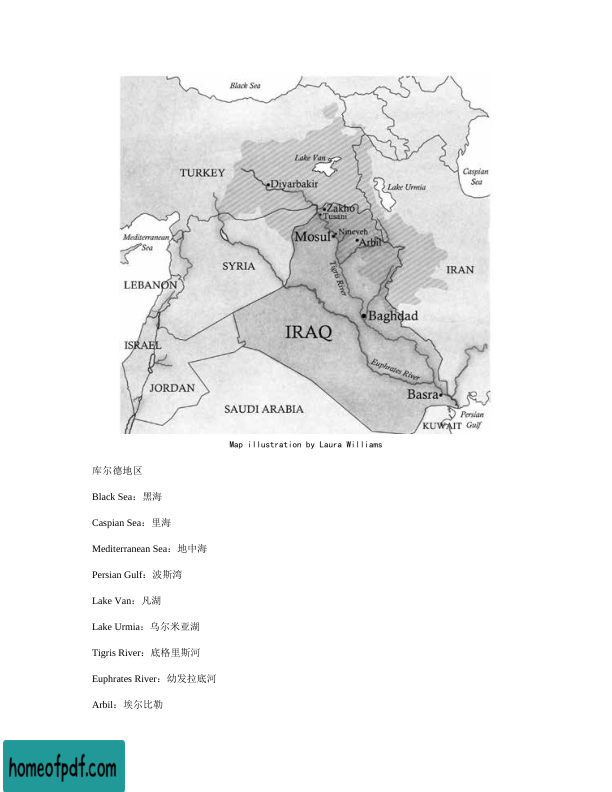 Black Sea
TURKEY
Lake Van
Diyarbakir
Lake Urmia
Caspian
Sea
Zakho
Tusani
Mediterranean
Sea
Mosul
Nineveh
Arbil
SYRIA
Tigris River
IRAN
LEBANON
Baghdad
IRAQ
ISRAEL
Euphrates River
JORDAN
Basra
SAUDI ARABIA
Persian
Gulf
KUWAIT
Map illustration by Laura Williams
库尔德地区
Black Sea：黑海
Caspian Sea：里海
Mediterranean Sea：地中海
Persian Gulf：波斯湾
Lake Van：凡湖
Lake Urmia：乌尔米亚湖
Tigris River：底格里斯河
Euphrates River：幼发拉底河
Arbil：埃尔比勒
homeofpdf.com